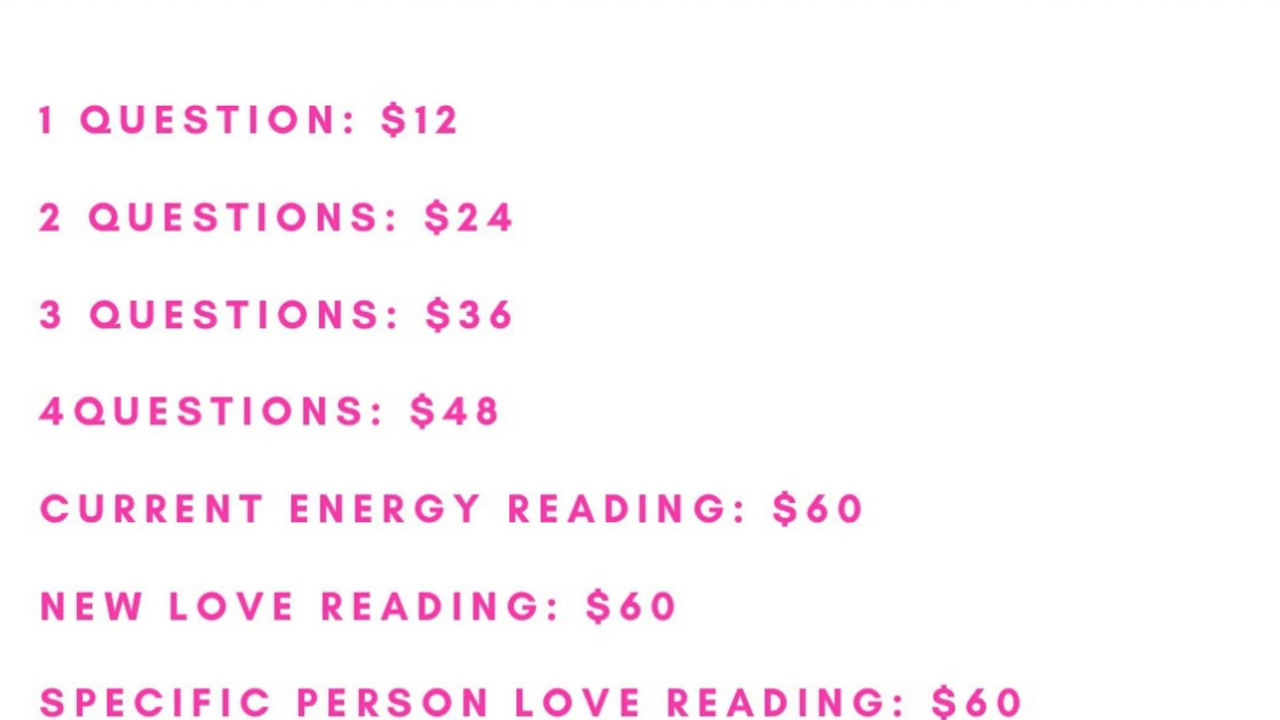 1 QUESTION: $12
2 QUESTIONS: $24
3 QUESTIONS: $36
4QUESTIONS: $48
CURRENT ENERGY READING: $60
NEW LOVE READING: $60
SPECIFIC PERSON LOVE READING: $60